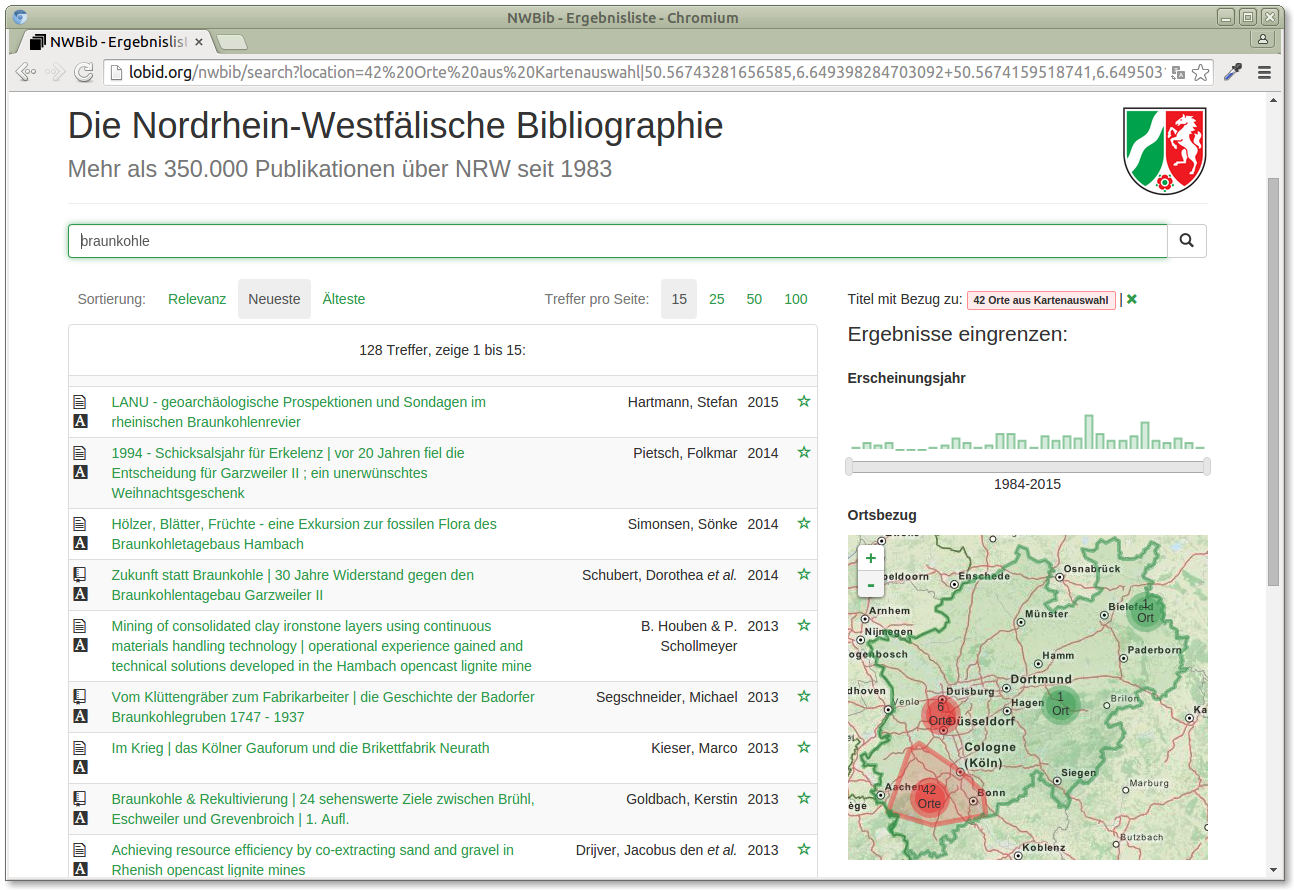 NWBib - Ergebnisliste - Chromium
NWBib - Ergebnislis
lobid.org/nwbib/search?location=42%20Orte%20aus%20Kartenauswahl|50.56743281656585,6.649398284703092+50.5674159518741,6.649503
Die Nordrhein-Westfälische Bibliographie
Mehr als 350.000 Publikationen über NRW seit 1983
braunkohle
Sortierung: Relevanz Neueste Älteste Treffer pro Seite: 15 25 50 100
128 Treffer, zeige 1 bis 15:
LANU - geoarchäologische Prospektionen und Sondagen im Hartmann, Stefan 2015
rheinischen Braunkohlenrevier
1994 - Schicksalsjahr für Erkelenz | vor 20 Jahren fiel die Pietsch, Folkmar 2014
Entscheidung für Garzweiler II ; ein unerwünschtes
Weihnachtsgeschenk
Hölzer, Blätter, Früchte - eine Exkursion zur fossilen Flora des Simonsen, Sönke 2014
Braunkohletagebaus Hambach
Zukunft statt Braunkohle | 30 Jahre Widerstand gegen den Schubert, Dorothea et al. 2014
Braunkohlentagebau Garzweiler II
Mining of consolidated clay ironstone layers using continuous B. Houben & P. 2013
materials handling technology | operational experience gained and Schollmeyer
technical solutions developed in the Hambach opencast lignite mine
Vom Klüttengräber zum Fabrikarbeiter | die Geschichte der Badorfer Segschneider, Michael 2013
Braunkohlegruben 1747 - 1937
Im Krieg | das Kölner Gauforum und die Brikettfabrik Neurath Kieser, Marco 2013
Braunkohle & Rekultivierung | 24 sehenswerte Ziele zwischen Brühl, Goldbach, Kerstin 2013
Eschweiler und Grevenbroich | 1. Aufl.
Achieving resource efficiency by co-extracting sand and gravel in Drijver, Jacobus den et al. 2013
Rhenish opencast lignite mines
Titel mit Bezug zu: 42 Orte aus Kartenauswahl |
Ergebnisse eingrenzen:
Erscheinungsjahr
1984-2015
Ortsbezug
+
-
peldoorn
Enschede
Osnabrück
Arnhem
Nijmegen
Münster
Bielefeld
1
Ort
ogenbosch
Hamm
Paderborn
dhoven
Venlo
Duisburg
Dortmund
Hagen
1
Ort
Brilon
Ka
6
Orte
Düsseldorf
Cologne
(Köln)
Siegen
Aachen
42
Orte
Bonn
Marburg
ège
Butzbach
Koblenz